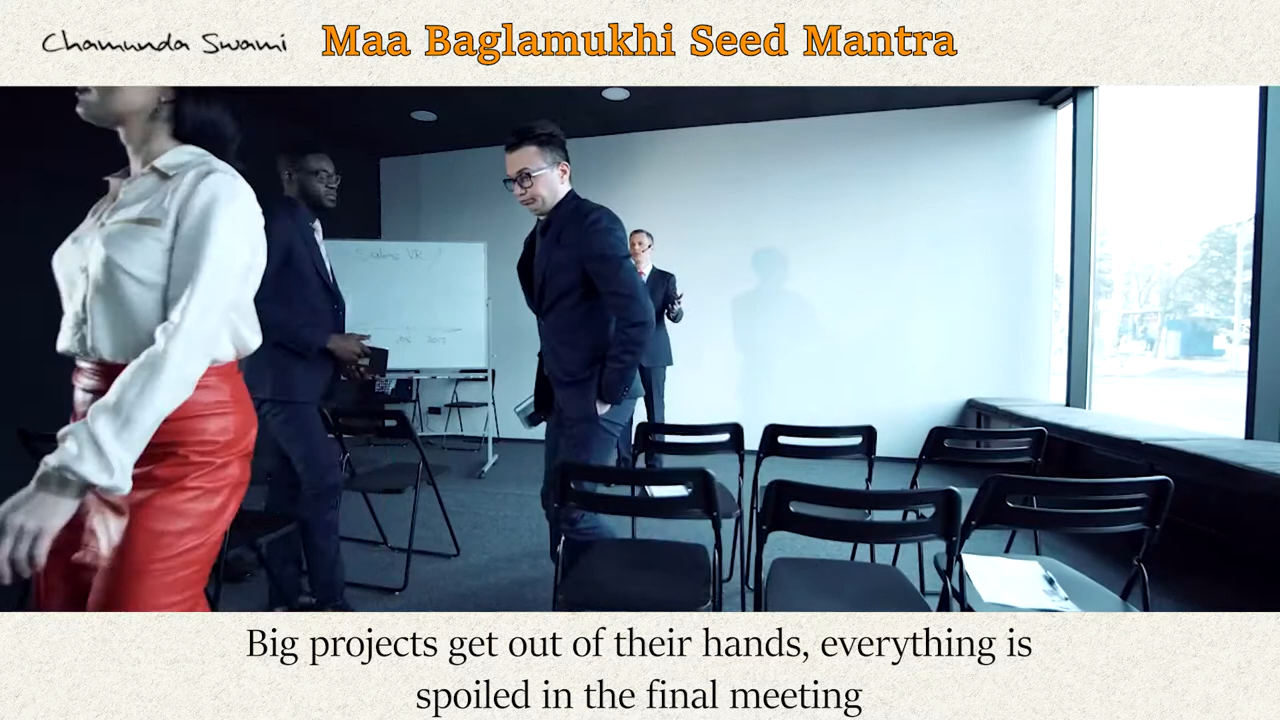 Chamunda Swami
Maa Baglamukhi Seed Mantra
Big projects get out of their hands, everything is
spoiled in the final meeting